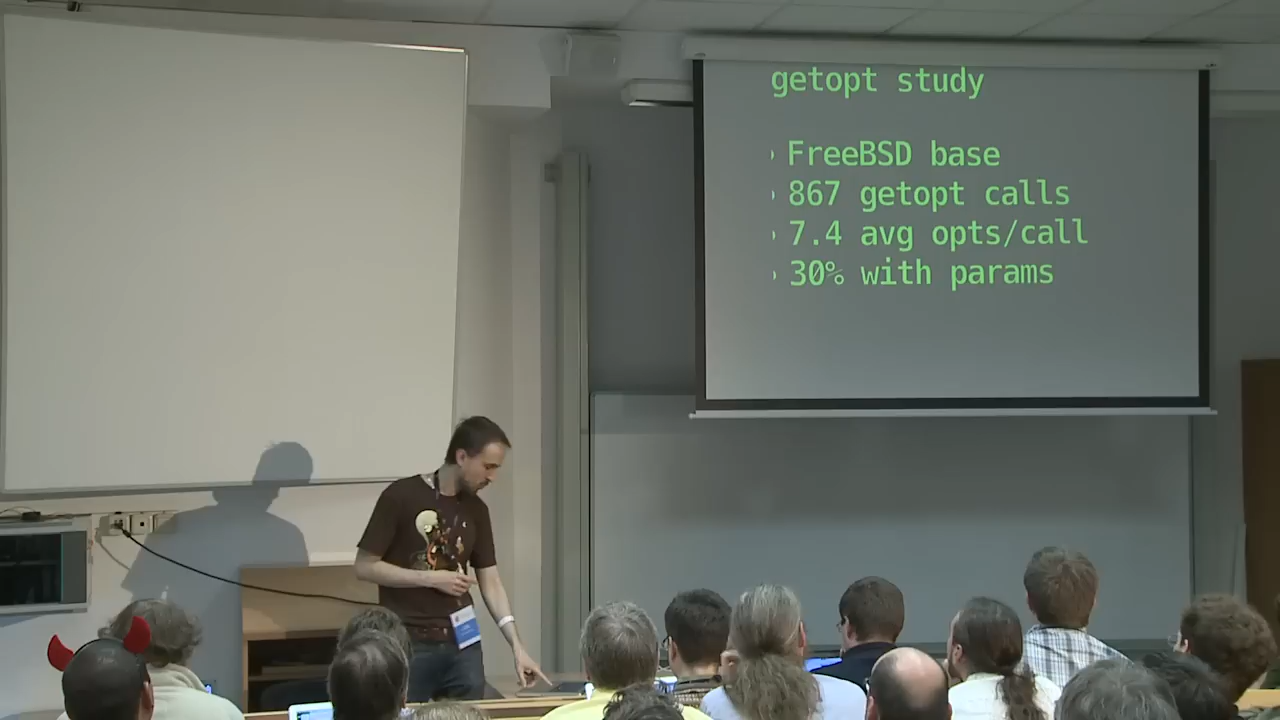 getopt study
FreeBSD base
867 getopt calls
7.4 avg opts/call
30% with params